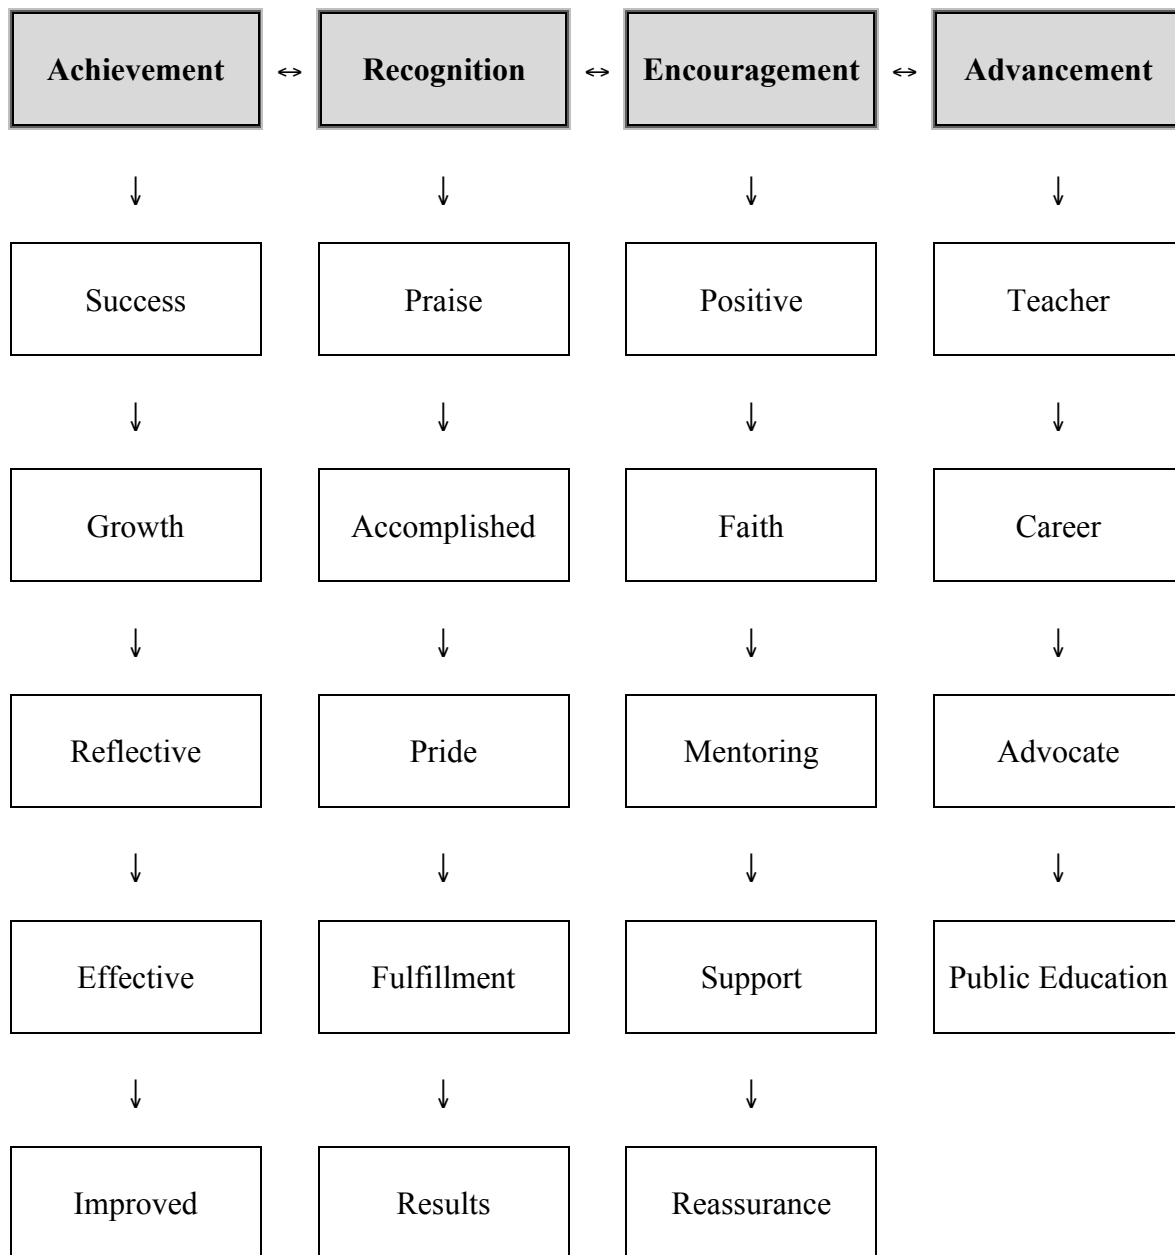 Achievement ↔ Recognition ↔ Encouragement ↔ Advancement
↓ ↓ ↓ ↓
Success Praise Positive Teacher
↓ ↓ ↓ ↓
Growth Accomplished Faith Career
↓ ↓ ↓ ↓
Reflective Pride Mentoring Advocate
↓ ↓ ↓ ↓
Effective Fulfillment Support Public Education
↓ ↓ ↓
Improved Results Reassurance